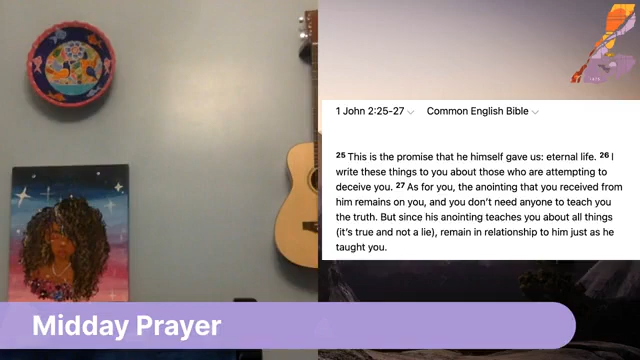 1 John 2:25-27 Common English Bible
25 This is the promise that he himself gave us: eternal life. 26 I
write these things to you about those who are attempting to
deceive you. 27 As for you, the anointing that you received from
him remains on you, and you don't need anyone to teach you
the truth. But since his anointing teaches you about all things
(it's true and not a lie), remain in relationship to him just as he
taught you.
Midday Prayer